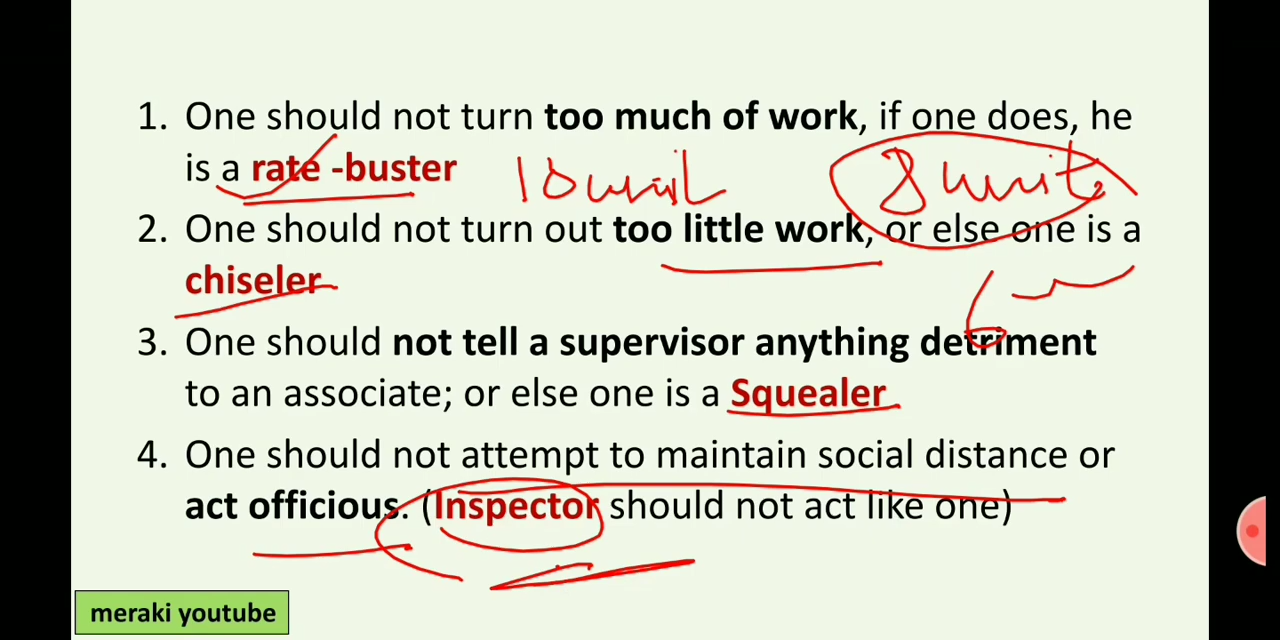 1. One should not turn too much of work, if one does, he
is a rate -buster
10 unit
8 units
2. One should not turn out too little work, or else one is a
chiseler
6
3. One should not tell a supervisor anything detriment
to an associate; or else one is a Squealer
4. One should not attempt to maintain social distance or
act officious. (Inspector should not act like one)
meraki youtube